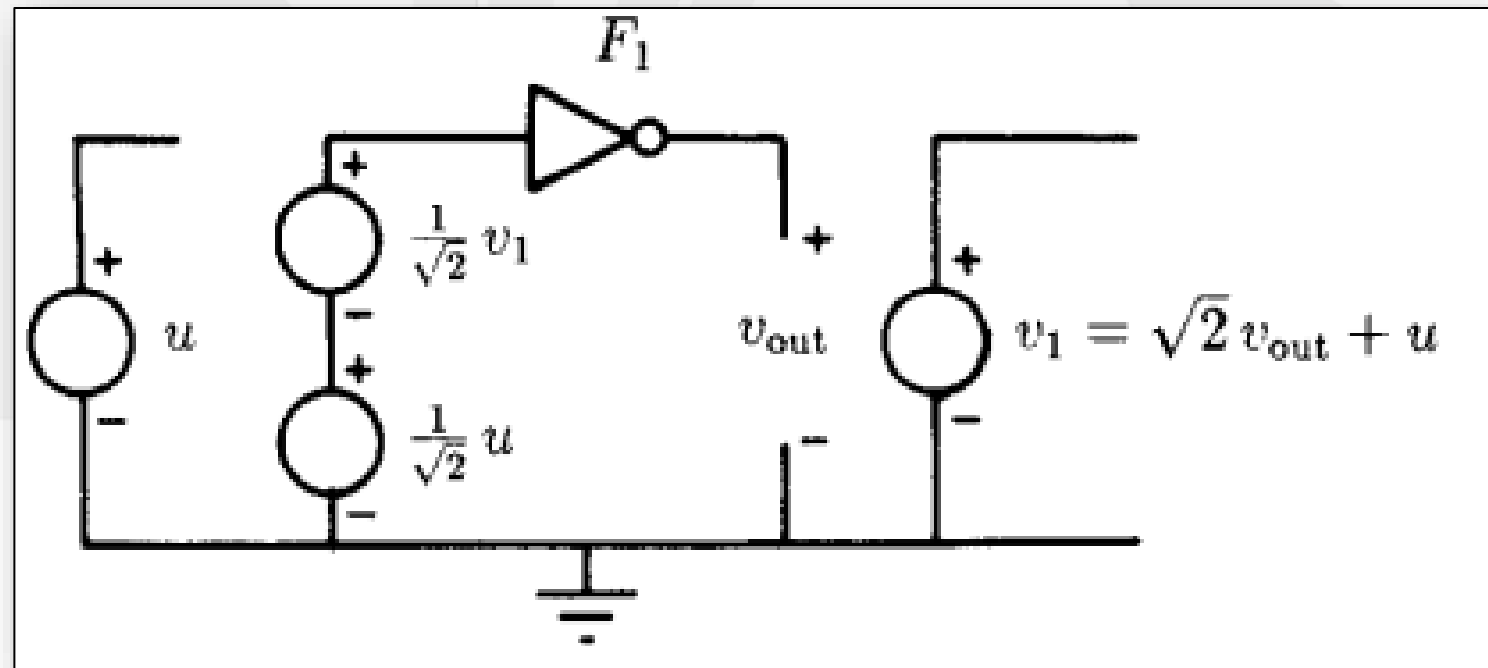 F₁
+
1/√2 v₁
−
+
u
−
+
1/√2 u
−
+
v_out
−
+
v₁ = √2 v_out + u
−